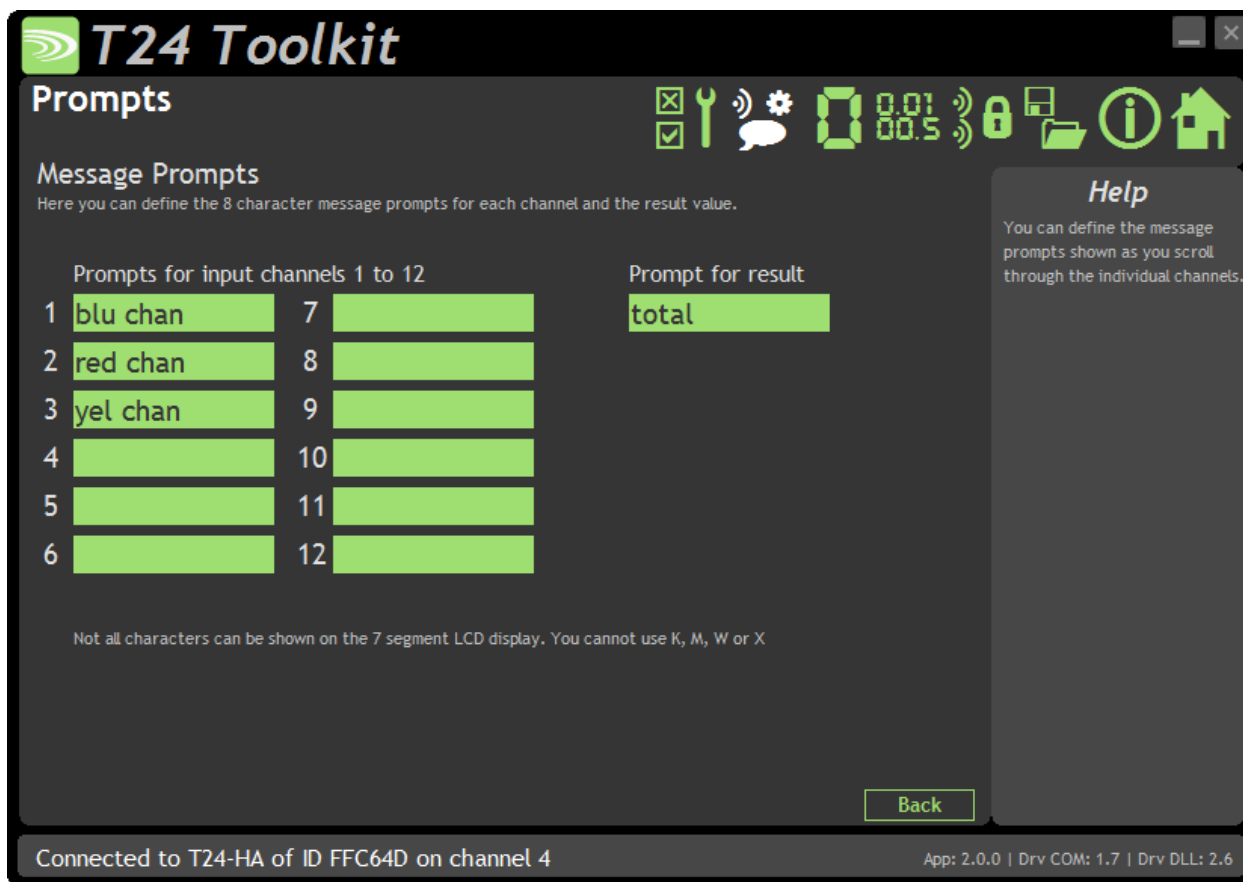 T24 Toolkit
Prompts
0.01
00.5
Message Prompts
Here you can define the 8 character message prompts for each channel and the result value.
Prompts for input channels 1 to 12
Prompt for result
1 blu chan 7 total
2 red chan 8
3 yel chan 9
4 10
5 11
6 12
Not all characters can be shown on the 7 segment LCD display. You cannot use K, M, W or X
Back
Help
You can define the message
prompts shown as you scroll
through the individual channels.
Connected to T24-HA of ID FFC64D on channel 4
App: 2.0.0 | Drv COM: 1.7 | Drv DLL: 2.6